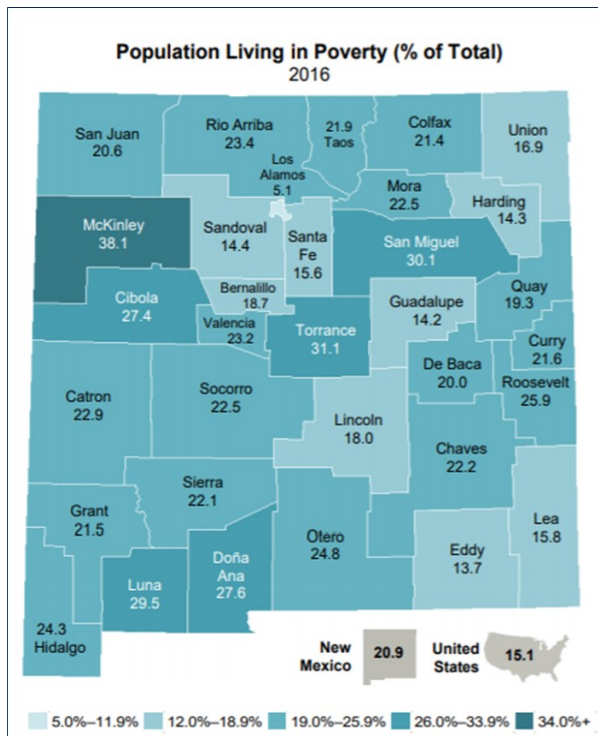 Population Living in Poverty (% of Total)
2016
San Juan
20.6
Rio Arriba
23.4
21.9
Taos
Colfax
21.4
Union
16.9
Los
Alamos
5.1
Mora
22.5
Harding
14.3
McKinley
38.1
Sandoval
14.4
Santa
Fe
15.6
San Miguel
30.1
Cibola
27.4
Bernalillo
18.7
Guadalupe
14.2
Quay
19.3
Valencia
23.2
Torrance
31.1
Curry
21.6
De Baca
20.0
Roosevelt
25.9
Catron
22.9
Socorro
22.5
Lincoln
18.0
Chaves
22.2
Sierra
22.1
Grant
21.5
Otero
24.8
Lea
15.8
Eddy
13.7
Doña
Ana
27.6
Luna
29.5
24.3
Hidalgo
New
Mexico
20.9
United
States
15.1
5.0%–11.9%
12.0%–18.9%
19.0%–25.9%
26.0%–33.9%
34.0%+